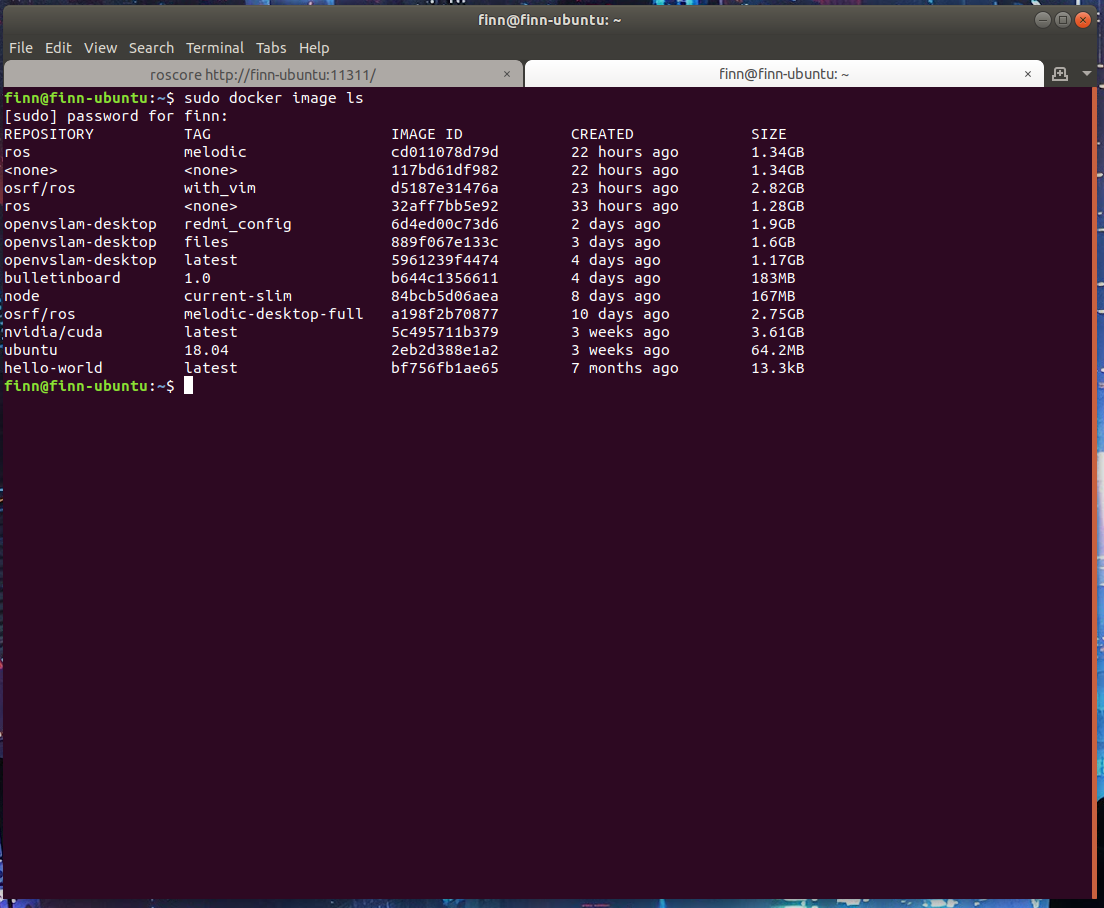 finn@finn-ubuntu: ~
File Edit View Search Terminal Tabs Help
roscore http://finn-ubuntu:11311/ × finn@finn-ubuntu: ~ ×
finn@finn-ubuntu:~$ sudo docker image ls
[sudo] password for finn:
REPOSITORY TAG IMAGE ID CREATED SIZE
ros melodic cd011078d79d 22 hours ago 1.34GB
<none> <none> 117bd61df982 22 hours ago 1.34GB
osrf/ros with_vim d5187e31476a 23 hours ago 2.82GB
ros <none> 32aff7bb5e92 33 hours ago 1.28GB
openvslam-desktop redmi_config 6d4ed00c73d6 2 days ago 1.9GB
openvslam-desktop files 889f067e133c 3 days ago 1.6GB
openvslam-desktop latest 5961239f4474 4 days ago 1.17GB
bulletinboard 1.0 b644c1356611 4 days ago 183MB
node current-slim 84bcb5d06aea 8 days ago 167MB
osrf/ros melodic-desktop-full a198f2b70877 10 days ago 2.75GB
nvidia/cuda latest 5c495711b379 3 weeks ago 3.61GB
ubuntu 18.04 2eb2d388e1a2 3 weeks ago 64.2MB
hello-world latest bf756fb1ae65 7 months ago 13.3kB
finn@finn-ubuntu:~$